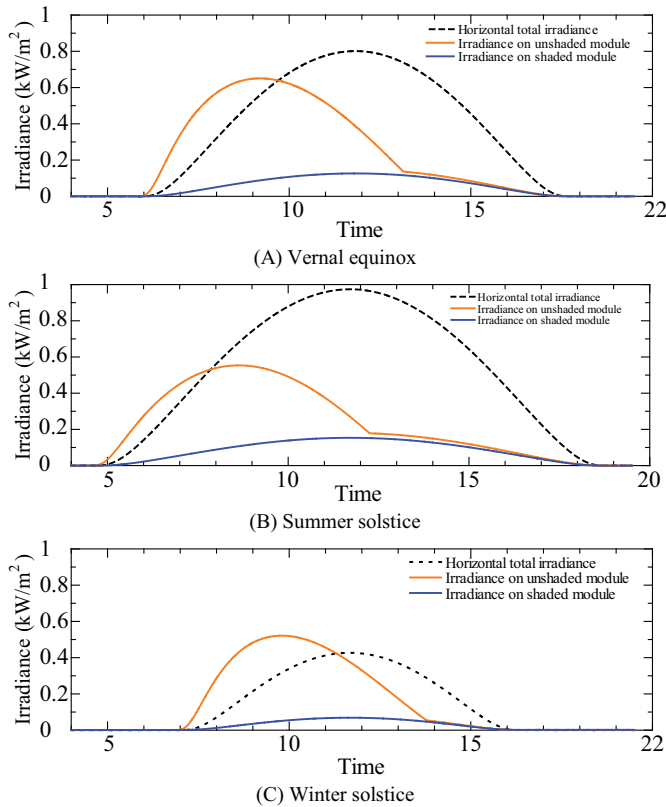 1
0.8
0.6
0.4
0.2
0
Irradiance (kW/m² )
Horizontal total irradiance
Irradiance on unshaded module
Irradiance on shaded module
5 10 15 22
Time
(A) Vernal equinox
1
0.8
0.6
0.4
0.2
0
Irradiance (kW/m² )
Horizontal total irradiance
Irradiance on unshaded module
Irradiance on shaded module
5 10 15 20
Time
(B) Summer solstice
1
0.8
0.6
0.4
0.2
0
Irradiance (kW/m² )
Horizontal total irradiance
Irradiance on unshaded module
Irradiance on shaded module
5 10 15 22
Time
(C) Winter solstice